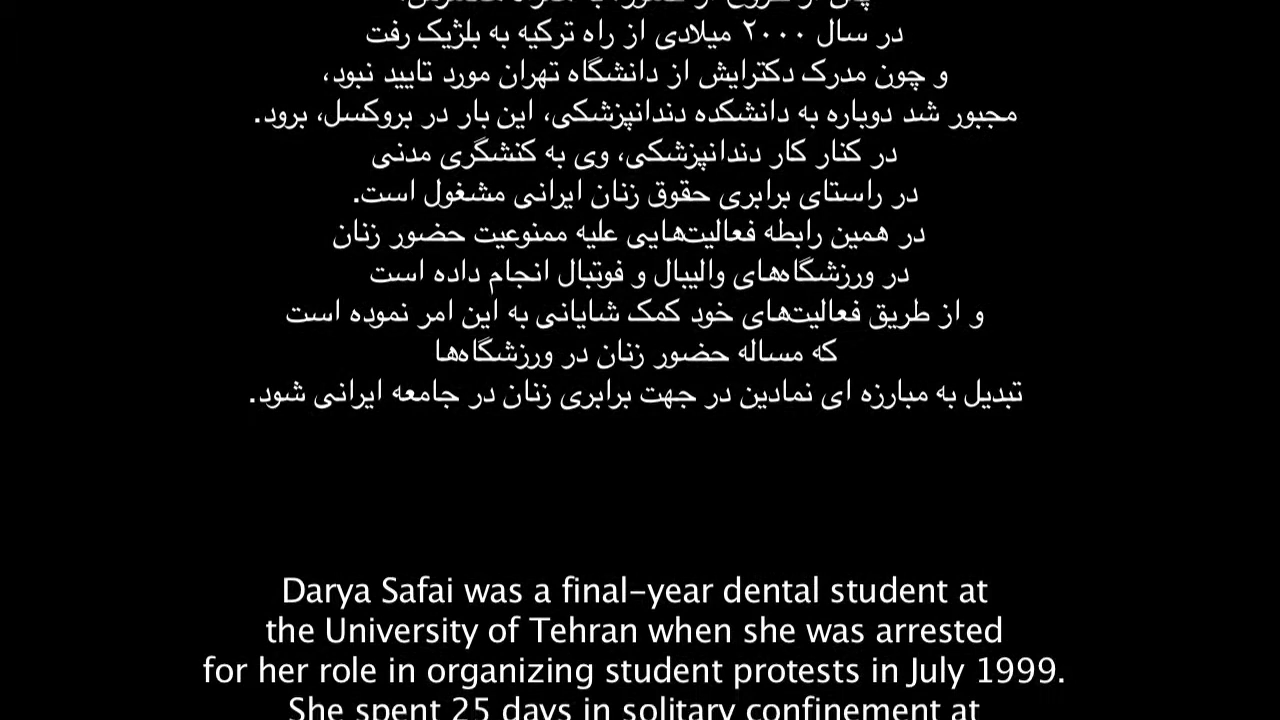 در سال ۲۰۰۰ میلادی از راه ترکیه به بلژیک رفت
و چون مدرک دکترایش از دانشگاه تهران مورد تایید نبود،
مجبور شد دوباره به دانشکده دندانپزشکی، این بار در بروکسل، برود.
در کنار کار دندانپزشکی، وی به کنشگری مدنی
در راستای برابری حقوق زنان ایرانی مشغول است.
در همین رابطه فعالیت‌هایی علیه ممنوعیت حضور زنان
در ورزشگاه‌های والیبال و فوتبال انجام داده است
و از طریق فعالیت‌های خود کمک شایانی به این امر نموده است
که مساله حضور زنان در ورزشگاه‌ها
تبدیل به مبارزه ای نمادین در جهت برابری زنان در جامعه ایرانی شود.
Darya Safai was a final-year dental student at
the University of Tehran when she was arrested
for her role in organizing student protests in July 1999.
She spent 25 days in solitary confinement at